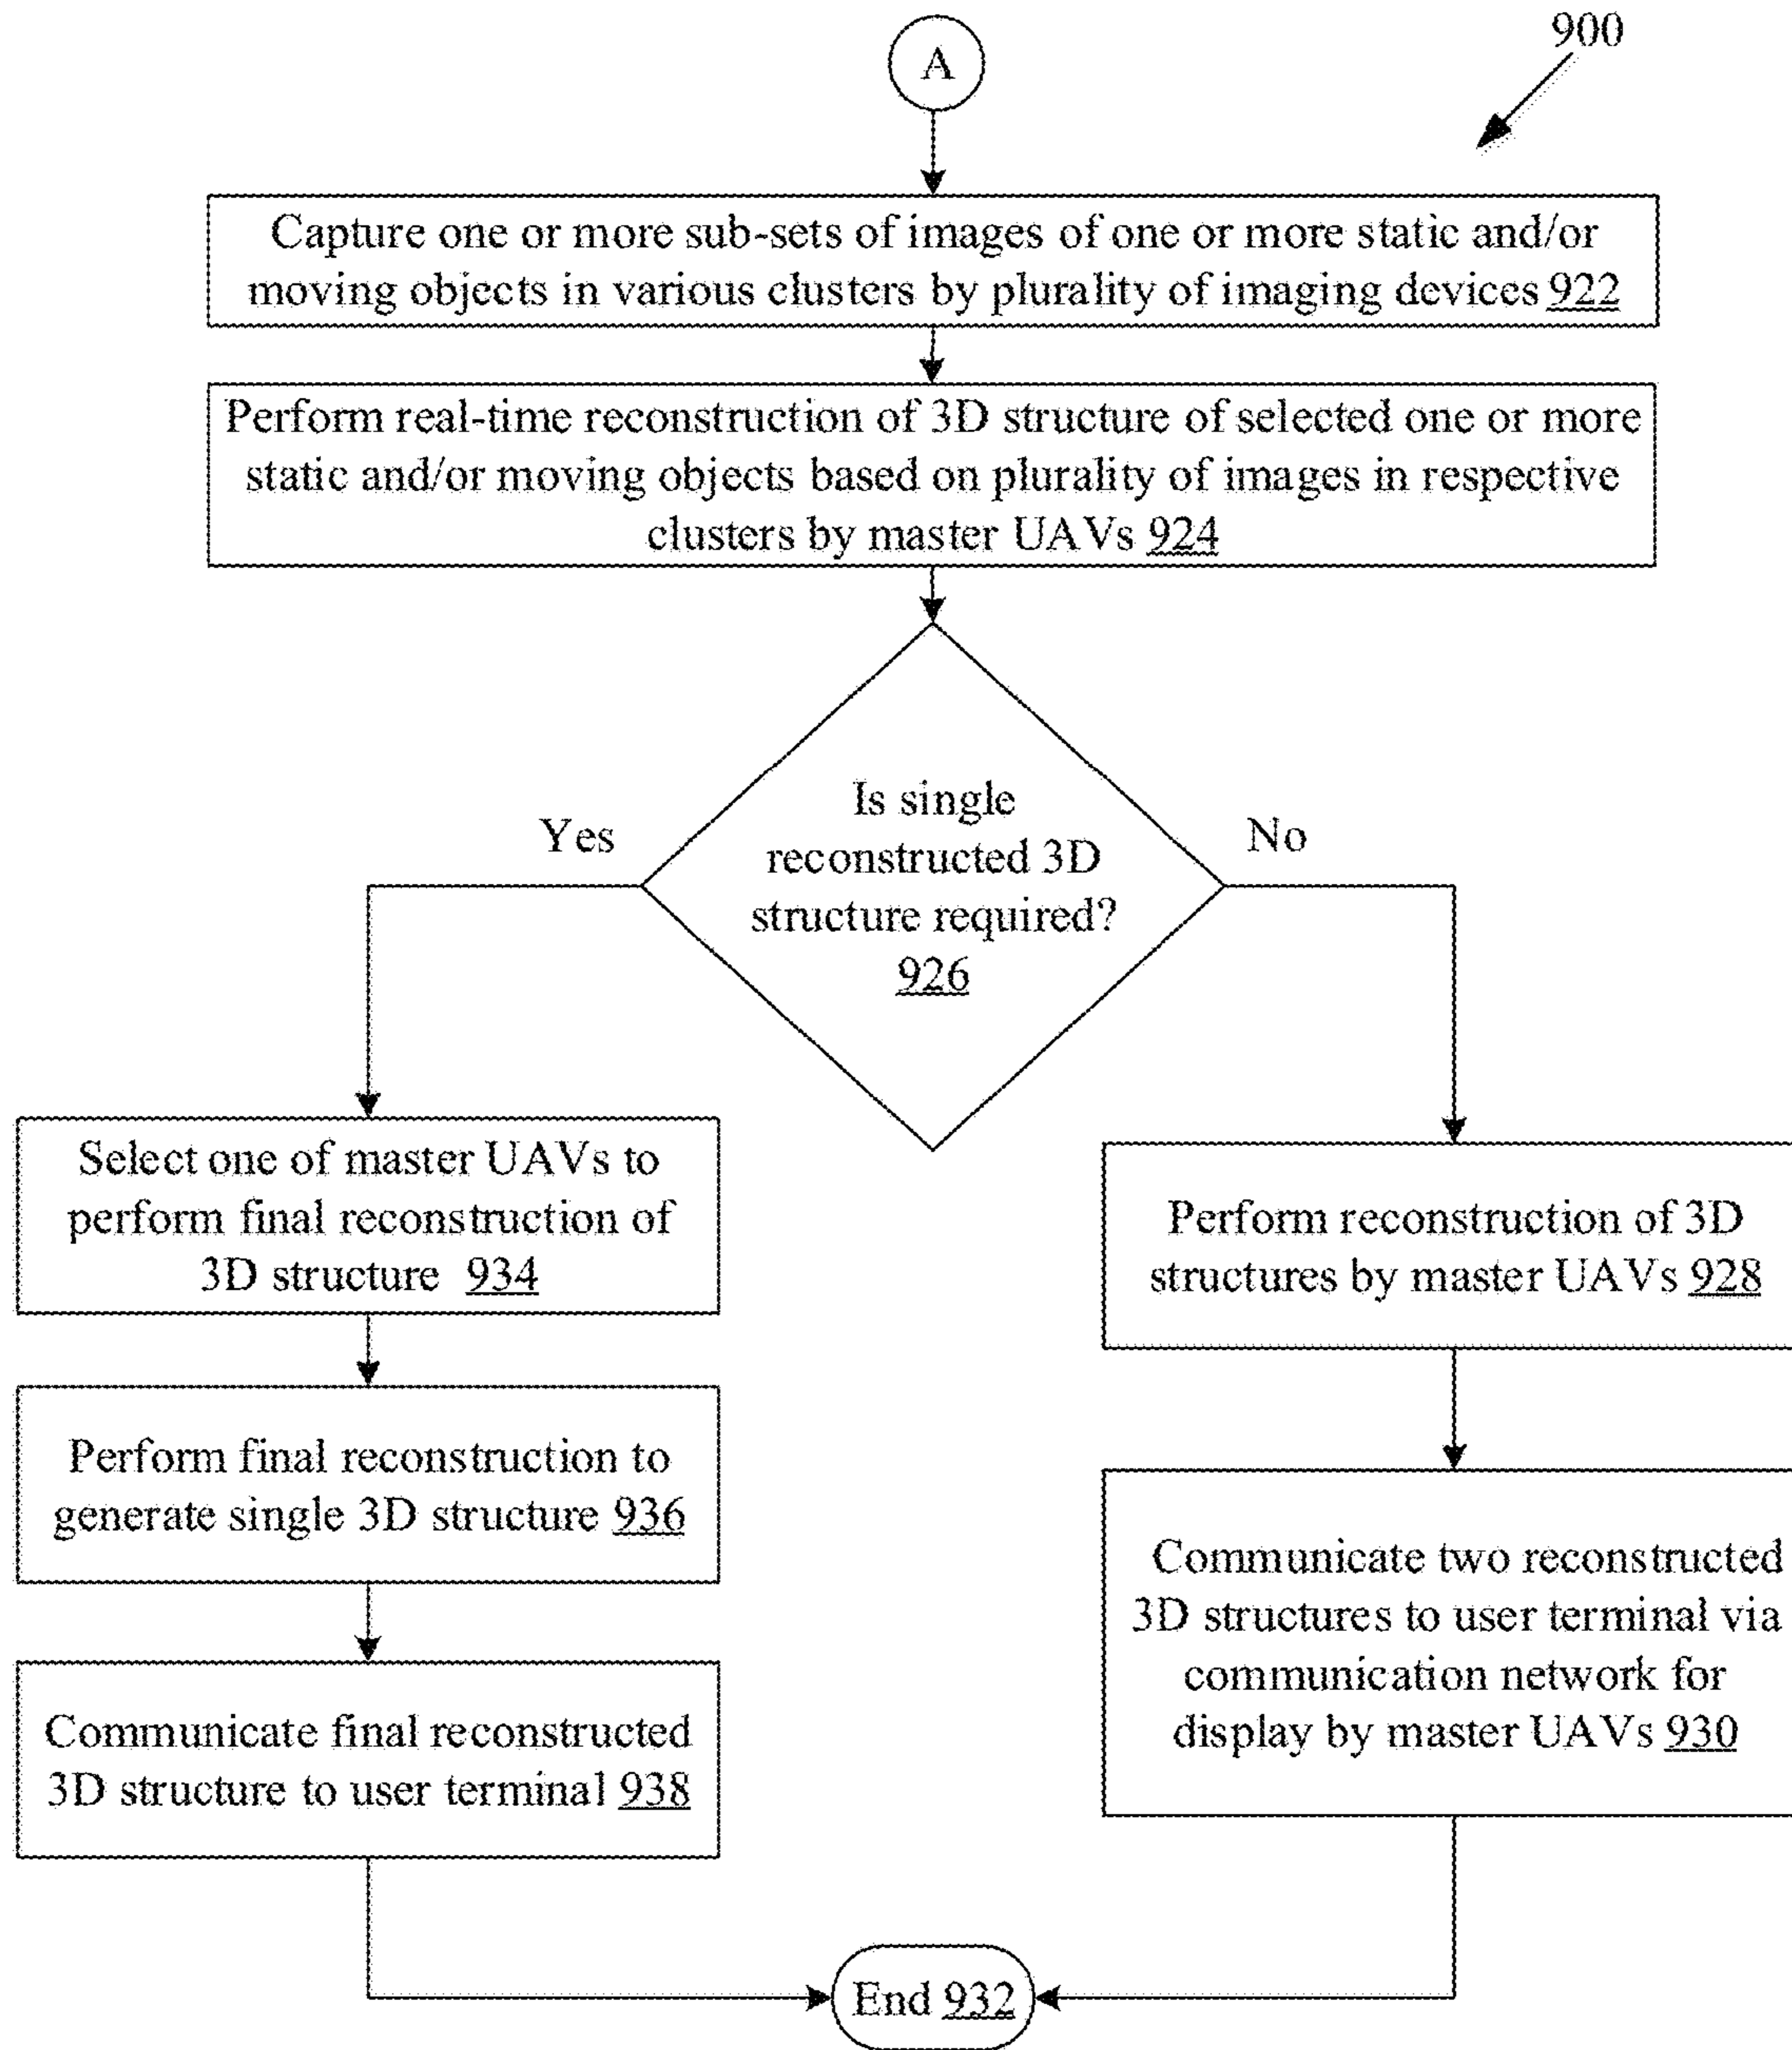 900
A
Capture one or more sub-sets of images of one or more static and/or
moving objects in various clusters by plurality of imaging devices 922
Perform real-time reconstruction of 3D structure of selected one or more
static and/or moving objects based on plurality of images in respective
clusters by master UAVs 924
Is single
reconstructed 3D
structure required?
926
Yes
No
Select one of master UAVs to
perform final reconstruction of
3D structure 934
Perform final reconstruction to
generate single 3D structure 936
Communicate final reconstructed
3D structure to user terminal 938
Perform reconstruction of 3D
structures by master UAVs 928
Communicate two reconstructed
3D structures to user terminal via
communication network for
display by master UAVs 930
End 932